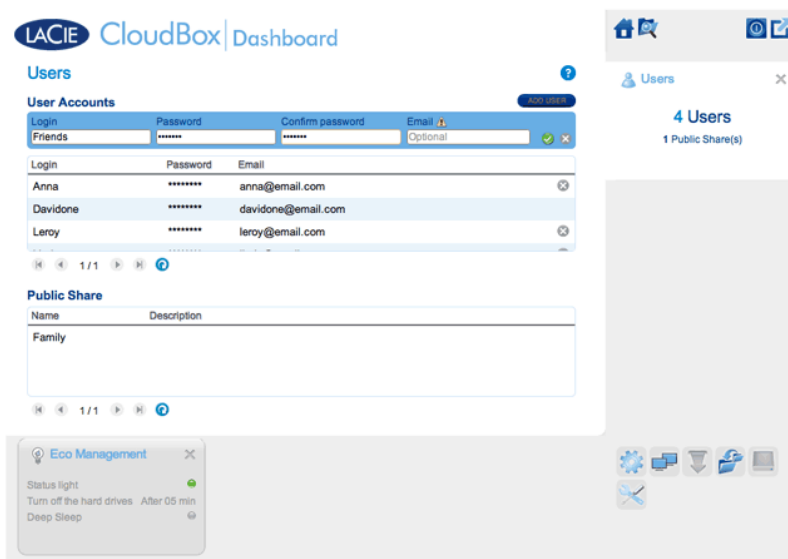 LACIE CloudBox Dashboard
Users
User Accounts
ADD USER
Login Password Confirm password Email
Friends ••••••• ••••••• Optional
Login Password Email
Anna ******** anna@email.com
Davidone ******** davidone@email.com
Leroy ******** leroy@email.com
1/1
Public Share
Name Description
Family
1/1
Eco Management
Status light
Turn off the hard drives After 05 min
Deep Sleep
Users
4 Users
1 Public Share(s)